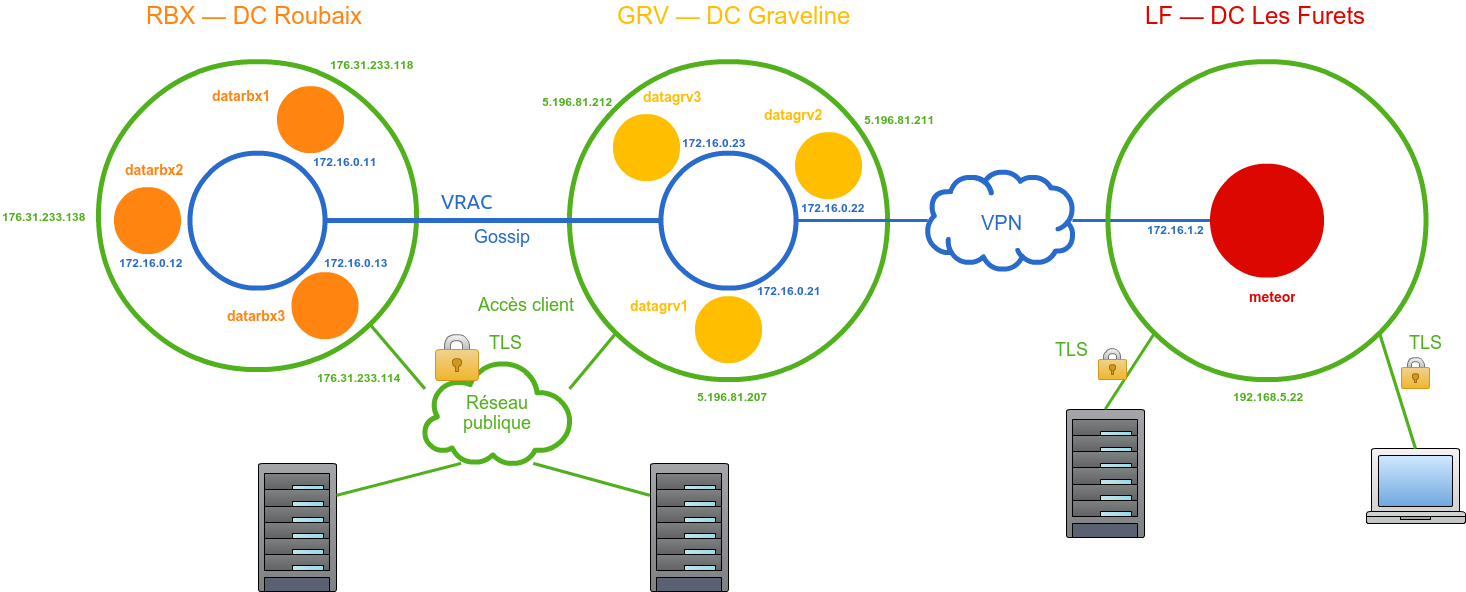 RBX — DC Roubaix
GRV — DC Graveline
LF — DC Les Furets
176.31.233.118
datarbx1
172.16.0.11
datarbx2
176.31.233.138
172.16.0.12
172.16.0.13
datarbx3
176.31.233.114
VRAC
Gossip
5.196.81.212
datagrv3
172.16.0.23
datagrv2
5.196.81.211
172.16.0.22
172.16.0.21
datagrv1
5.196.81.207
VPN
172.16.1.2
meteor
192.168.5.22
Accès client
TLS
Réseau
publique
TLS
TLS